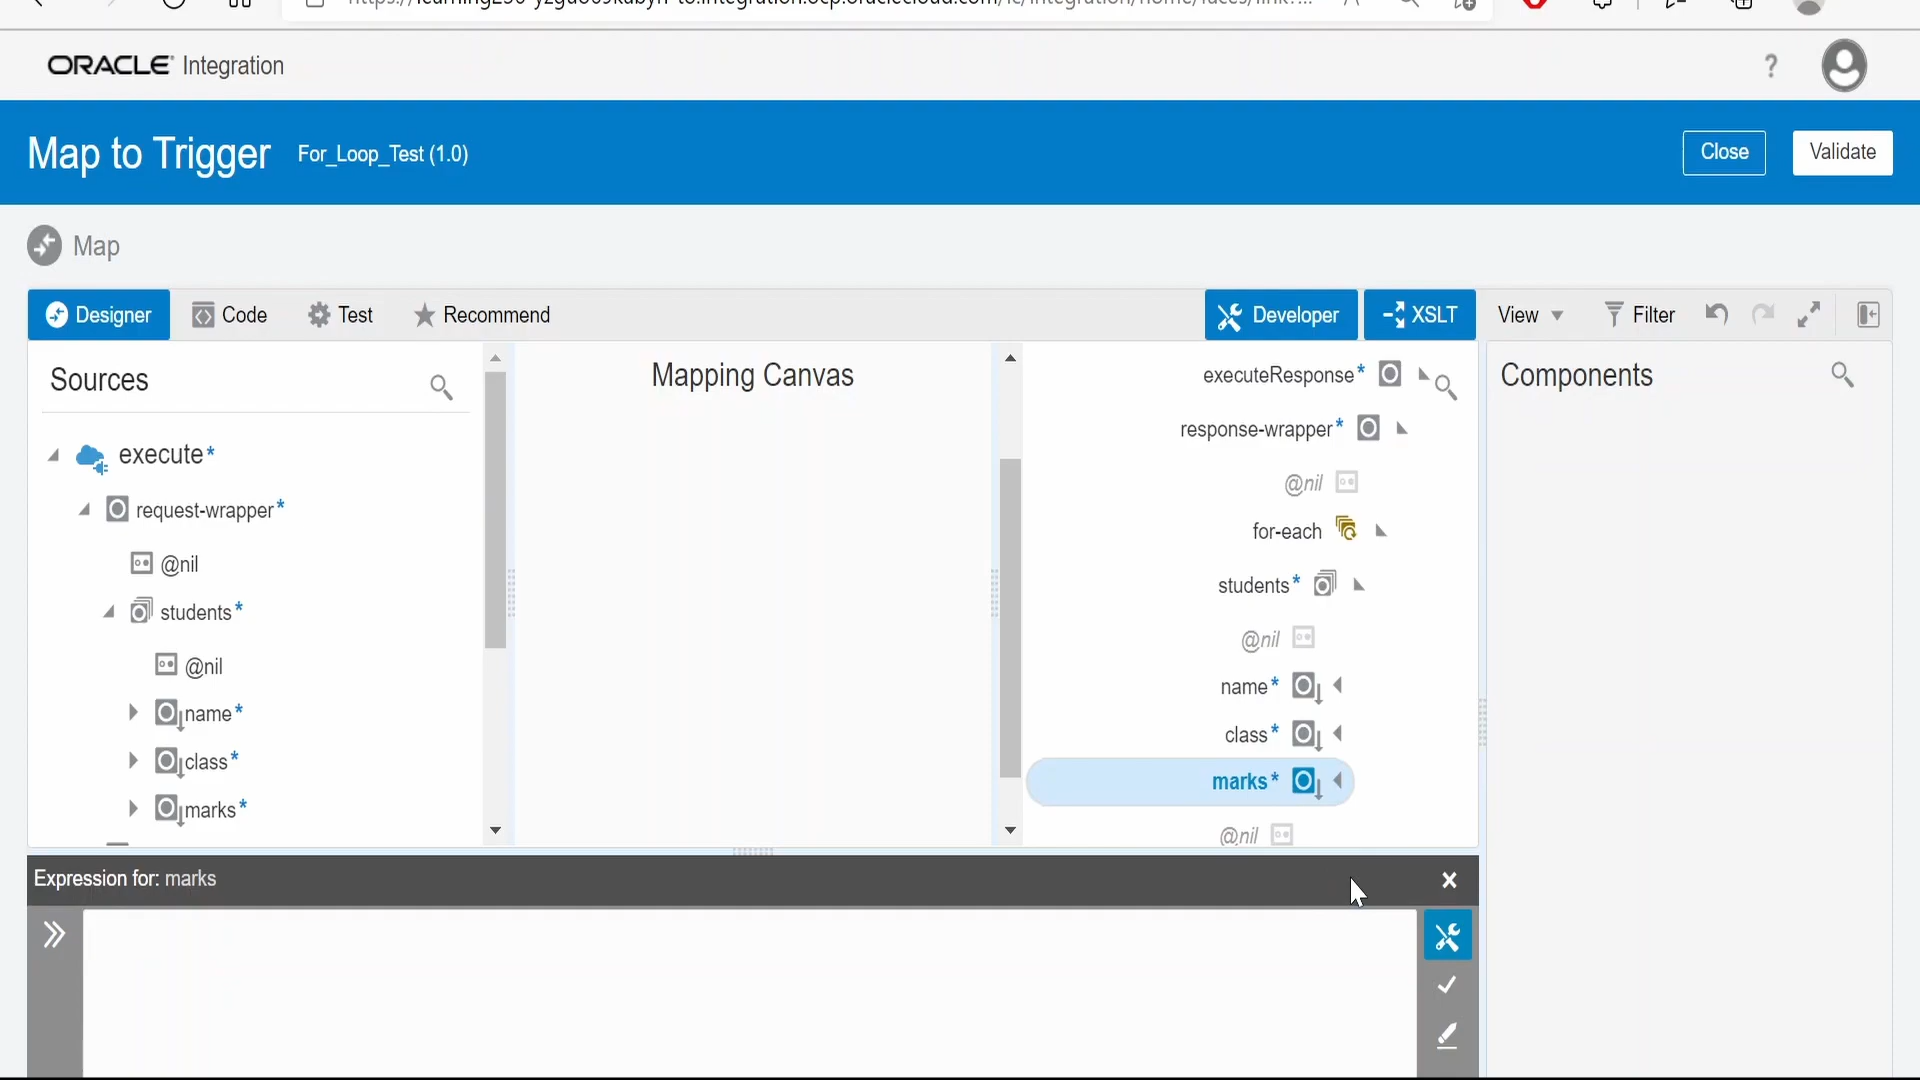 ORACLE Integration
?
Map to Trigger For_Loop_Test (1.0)
Close
Validate
Map
Designer
Code
Test
Recommend
Developer
XSLT
View
Filter
Sources
Mapping Canvas
Components
execute*
request-wrapper*
@nil
students*
@nil
name*
class*
marks*
executeResponse*
response-wrapper*
@nil
for-each
students*
@nil
name*
class*
marks*
@nil
Expression for: marks